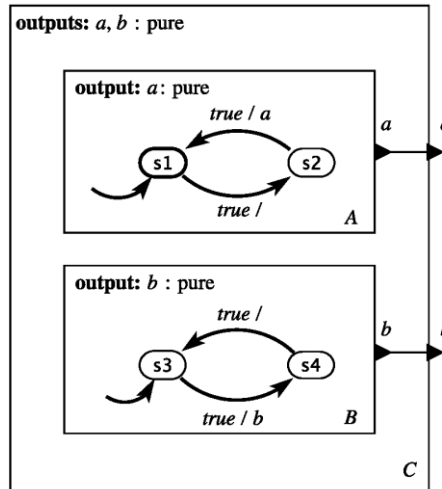 outputs: a, b : pure
output: a: pure
true / a
a
s1
s2
true /
A
output: b : pure
true /
b
s3
s4
true / b
B
C